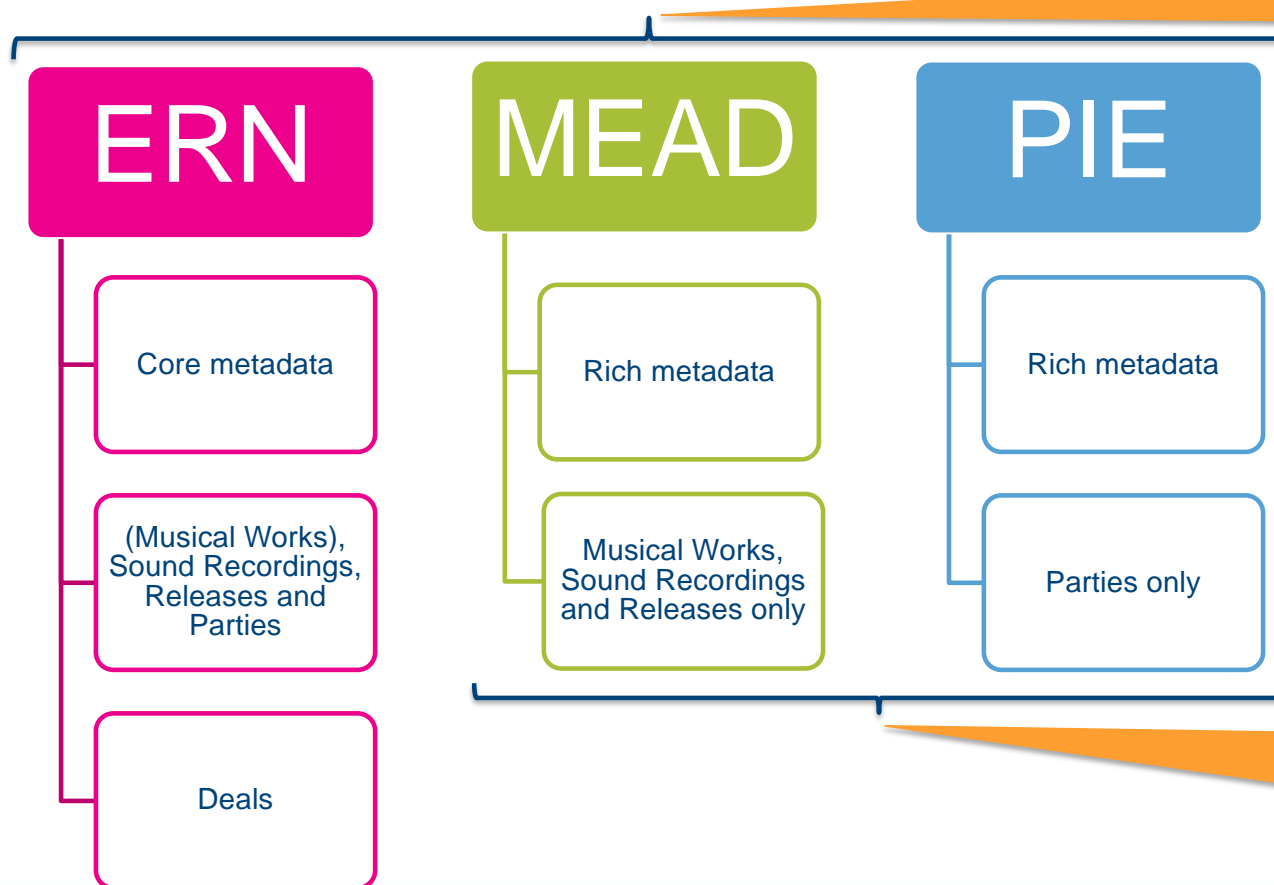 ERN
MEAD
PIE
Core metadata
Rich metadata
Rich metadata
(Musical Works),
Sound Recordings,
Releases and
Parties
Musical Works,
Sound Recordings
and Releases only
Parties only
Deals